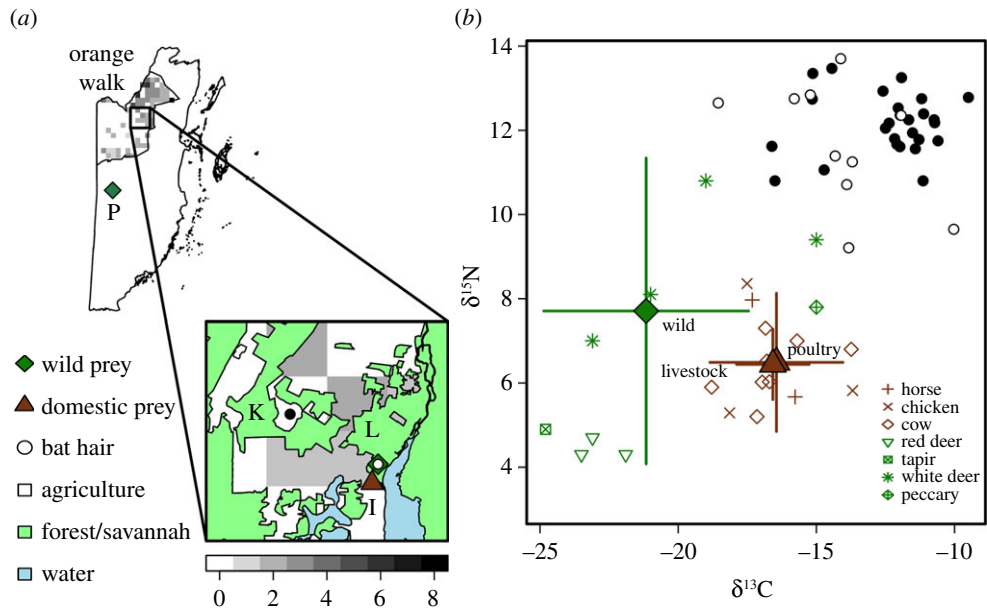 (a)
orange
walk
P
K
L
I
wild prey
domestic prey
bat hair
agriculture
forest/savannah
water
0 2 4 6 8
(b)
14
12
10
8
6
4
δ15N
wild
poultry
livestock
horse
chicken
cow
red deer
tapir
white deer
peccary
−25 −20 −15 −10
δ13C